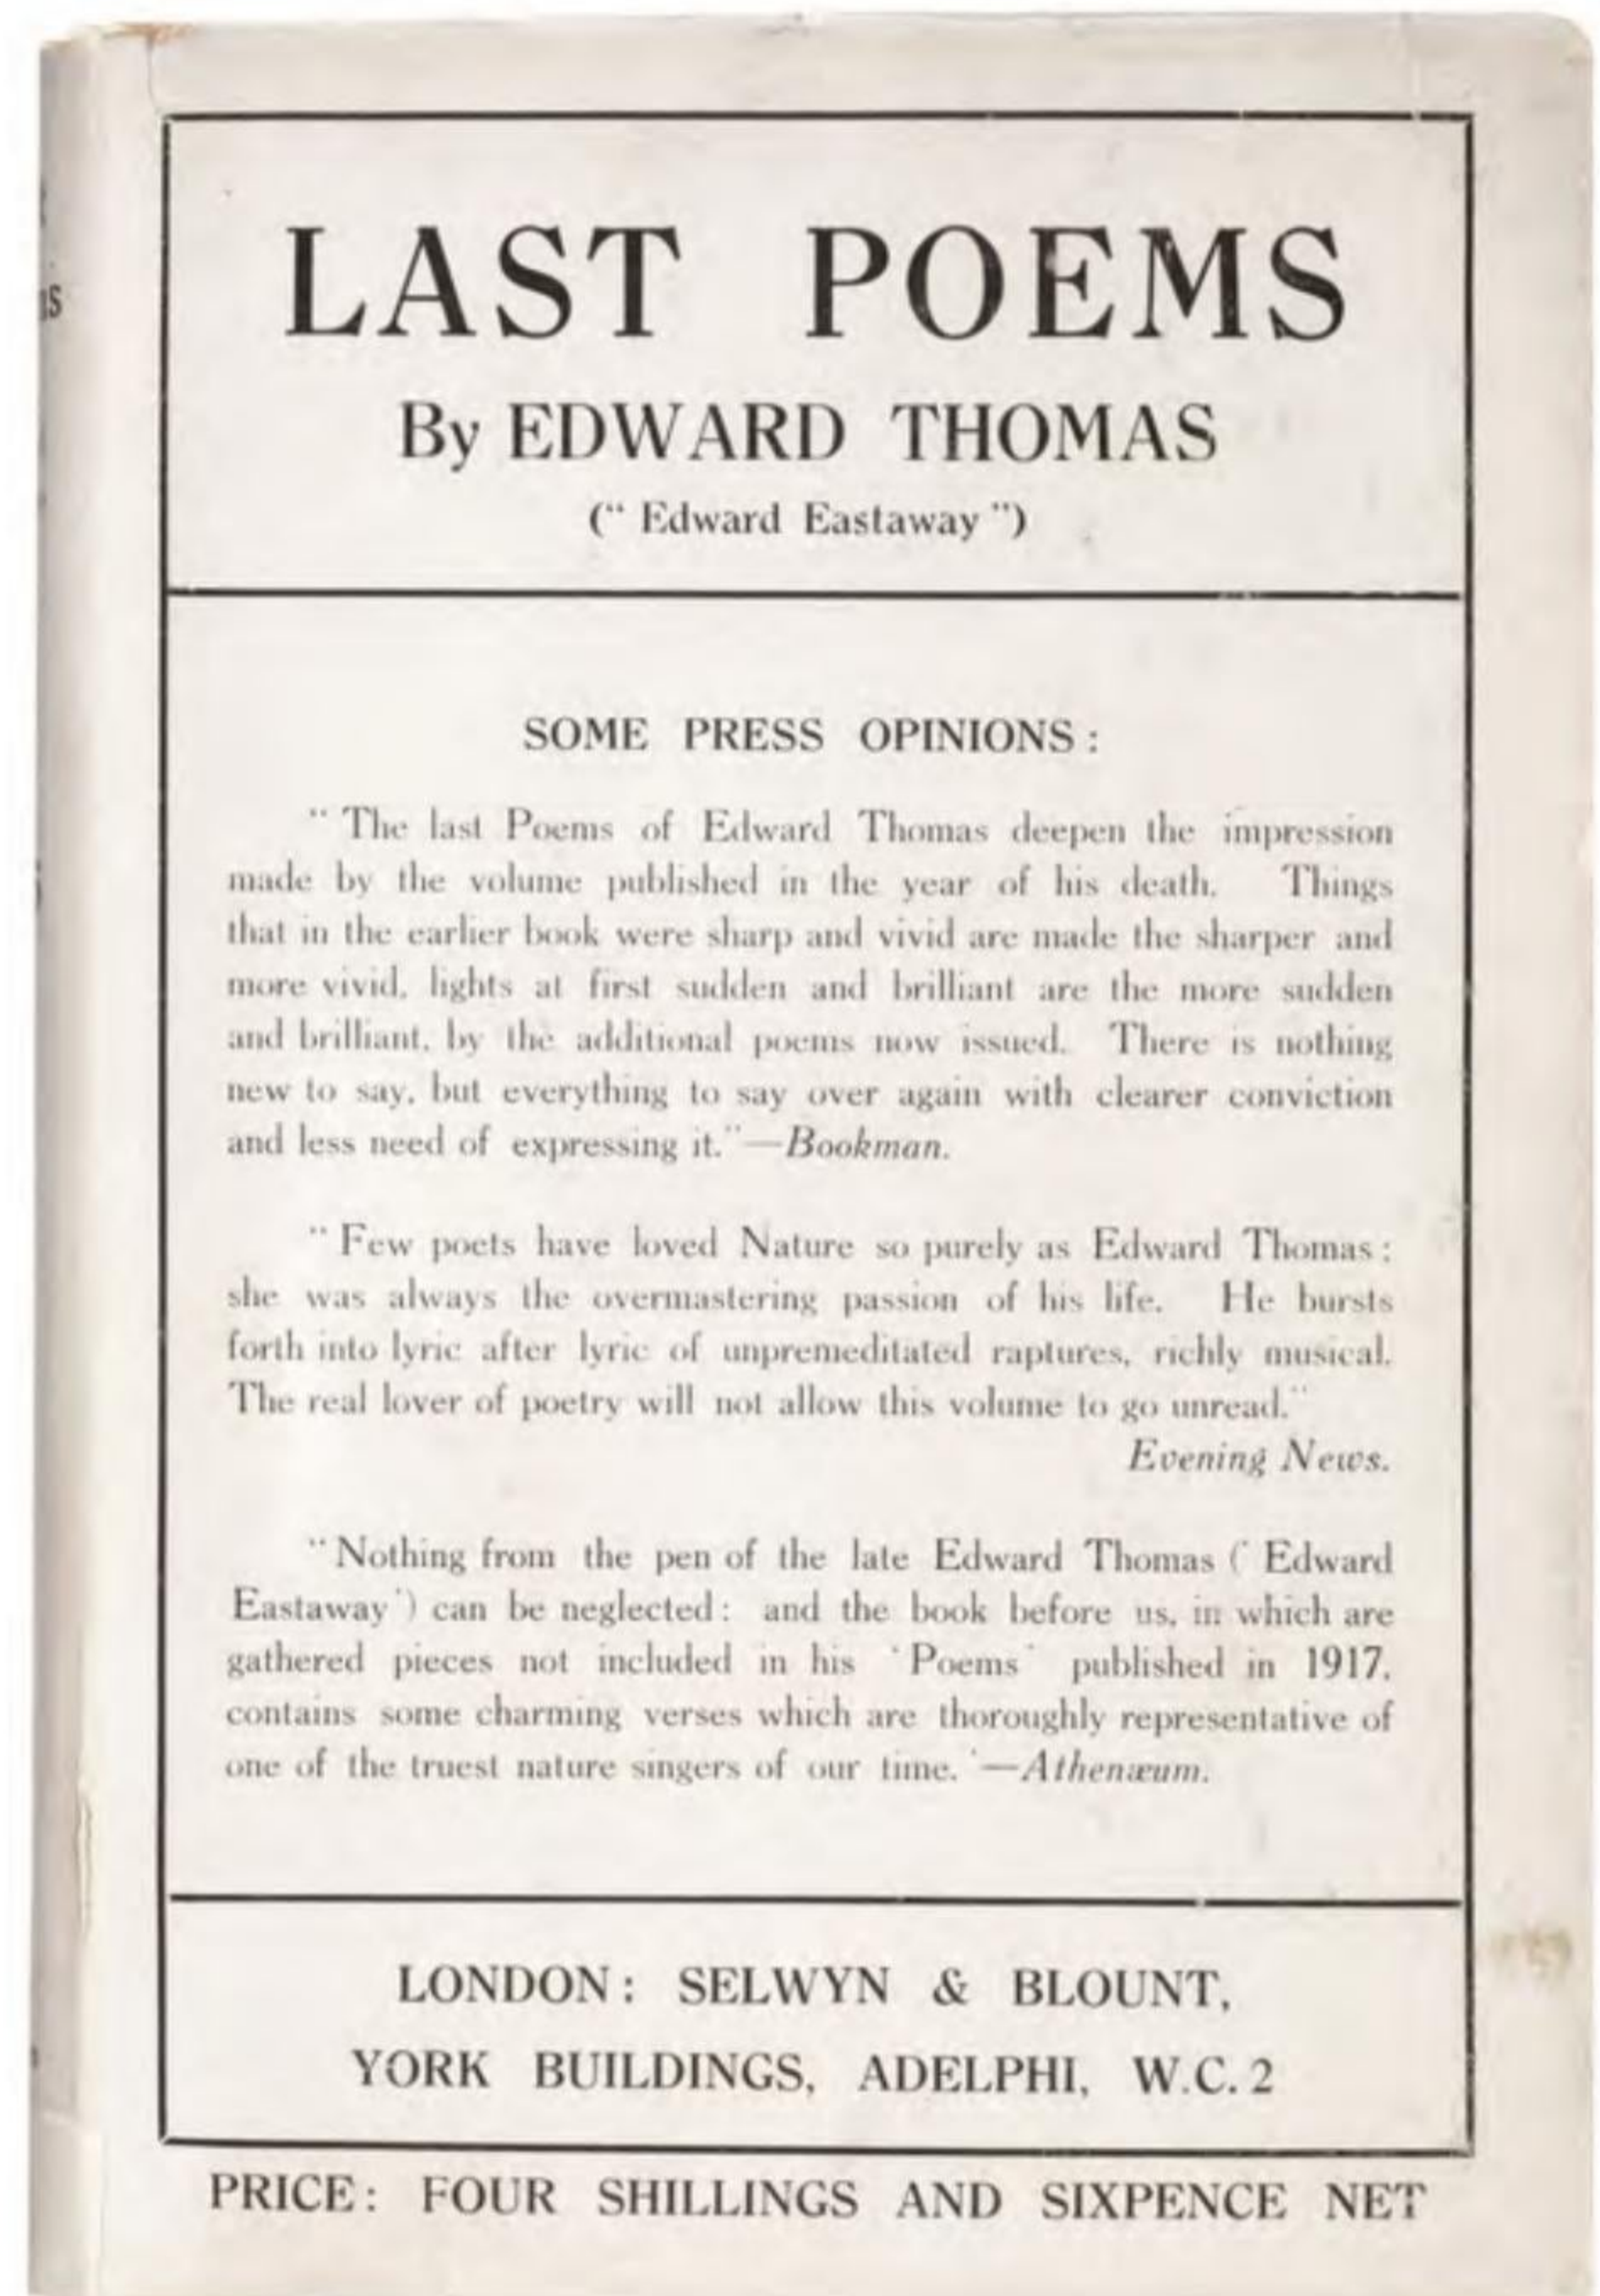 LAST POEMS
By EDWARD THOMAS
("Edward Eastaway")
SOME PRESS OPINIONS:
"The last Poems of Edward Thomas deepen the impression
made by the volume published in the year of his death. Things
that in the earlier book were sharp and vivid are made the sharper and
more vivid, lights at first sudden and brilliant are the more sudden
and brilliant, by the additional poems now issued. There is nothing
new to say, but everything to say over again with clearer conviction
and less need of expressing it."—Bookman.
"Few poets have loved Nature so purely as Edward Thomas:
she was always the overmastering passion of his life. He bursts
forth into lyric after lyric of unpremeditated raptures, richly musical.
The real lover of poetry will not allow this volume to go unread."
Evening News.
"Nothing from the pen of the late Edward Thomas ('Edward
Eastaway') can be neglected: and the book before us, in which are
gathered pieces not included in his 'Poems' published in 1917,
contains some charming verses which are thoroughly representative of
one of the truest nature singers of our time.'—Athenæum.
LONDON: SELWYN & BLOUNT,
YORK BUILDINGS, ADELPHI, W.C.2
PRICE: FOUR SHILLINGS AND SIXPENCE NET